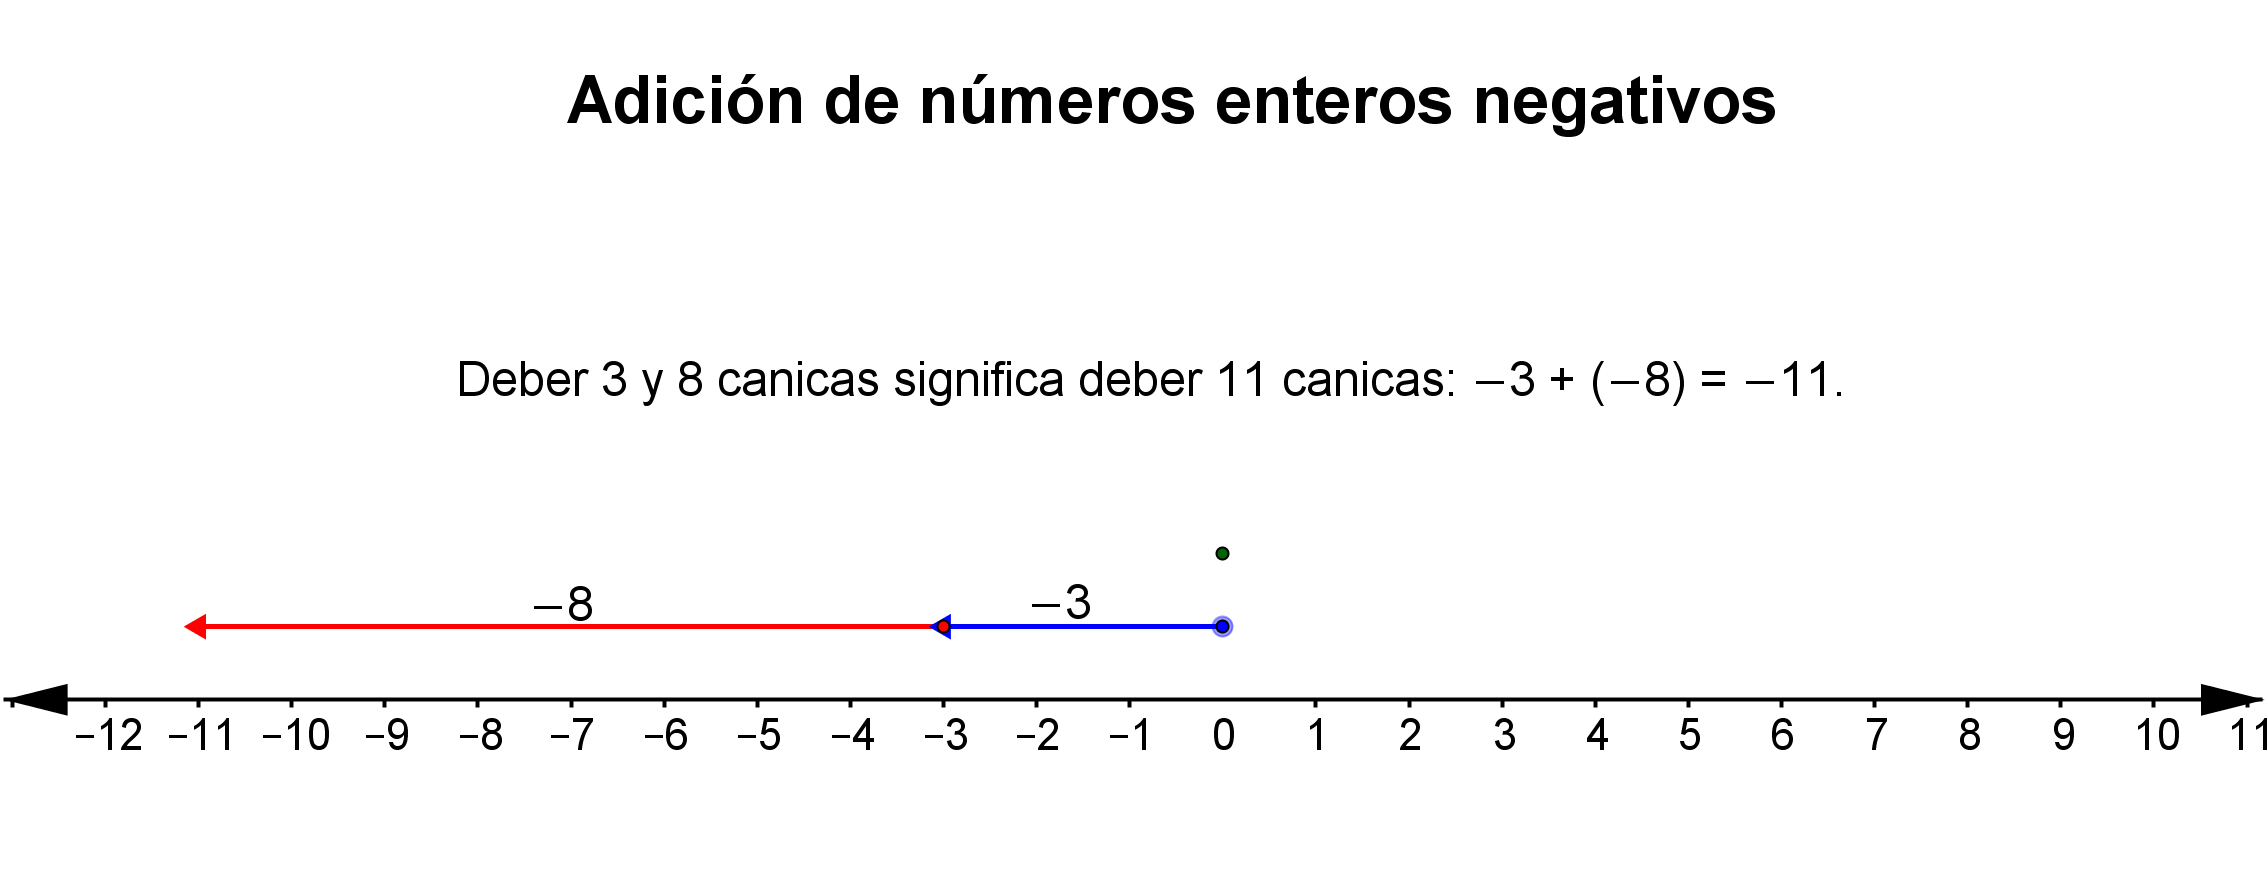 Adición de números enteros negativos
Deber 3 y 8 canicas significa deber 11 canicas: −3 + (−8) = −11.
−8 −3
−12 −11 −10 −9 −8 −7 −6 −5 −4 −3 −2 −1 0 1 2 3 4 5 6 7 8 9 10 11